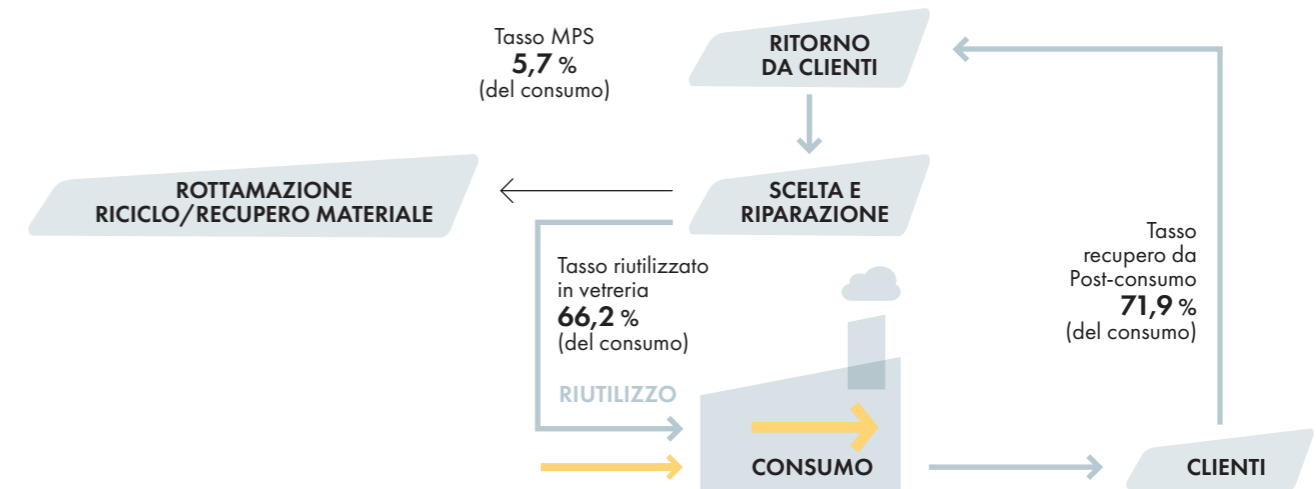 Tasso MPS
5,7 %
(del consumo)
RITORNO
DA CLIENTI
ROTTAMAZIONE
RICICLO/RECUPERO MATERIALE
SCELTA E
RIPARAZIONE
Tasso riutilizzato
in vetreria
66,2 %
(del consumo)
Tasso
recupero da
Post-consumo
71,9 %
(del consumo)
RIUTILIZZO
CONSUMO
CLIENTI